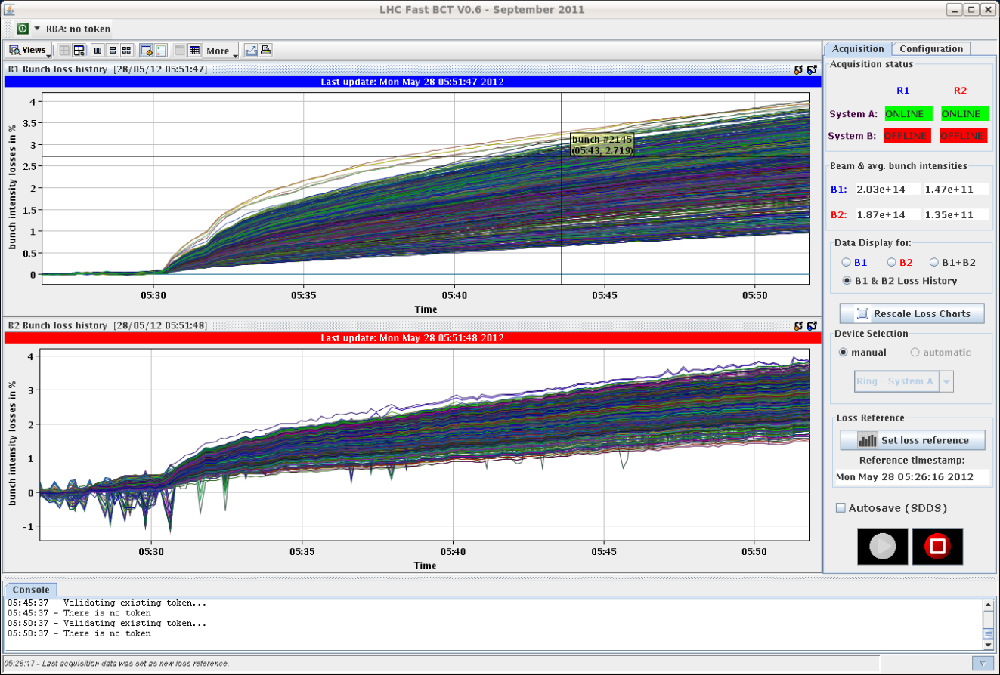 LHC Fast BCT V0.6 - September 2011
RBA: no token
Views
More
B1 Bunch loss history [28/05/12 05:51:47]
Last update: Mon May 28 05:51:47 2012
bunch intensity losses in %
4
3.5
3
2.5
2
1.5
1
0.5
0
bunch #2145
(05:43, 2.719)
05:30 05:35 05:40 05:45 05:50
Time
B2 Bunch loss history [28/05/12 05:51:48]
Last update: Mon May 28 05:51:48 2012
bunch intensity losses in %
4
3
2
1
0
-1
05:30 05:35 05:40 05:45 05:50
Time
Acquisition Configuration
Acquisition status
R1 R2
System A: ONLINE ONLINE
System B: OFFLINE OFFLINE
Beam & avg. bunch intensities
B1: 2.03e+14 1.47e+11
B2: 1.87e+14 1.35e+11
Data Display for:
B1 B2 B1+B2
B1 & B2 Loss History
Rescale Loss Charts
Device Selection
manual automatic
Ring - System A
Loss Reference
Set loss reference
Reference timestamp:
Mon May 28 05:26:16 2012
Autosave (SDDS)
Console
05:45:37 - Validating existing token...
05:45:37 - There is no token
05:50:37 - Validating existing token...
05:50:37 - There is no token
05:26:17 - Last acquisition data was set as new loss reference.